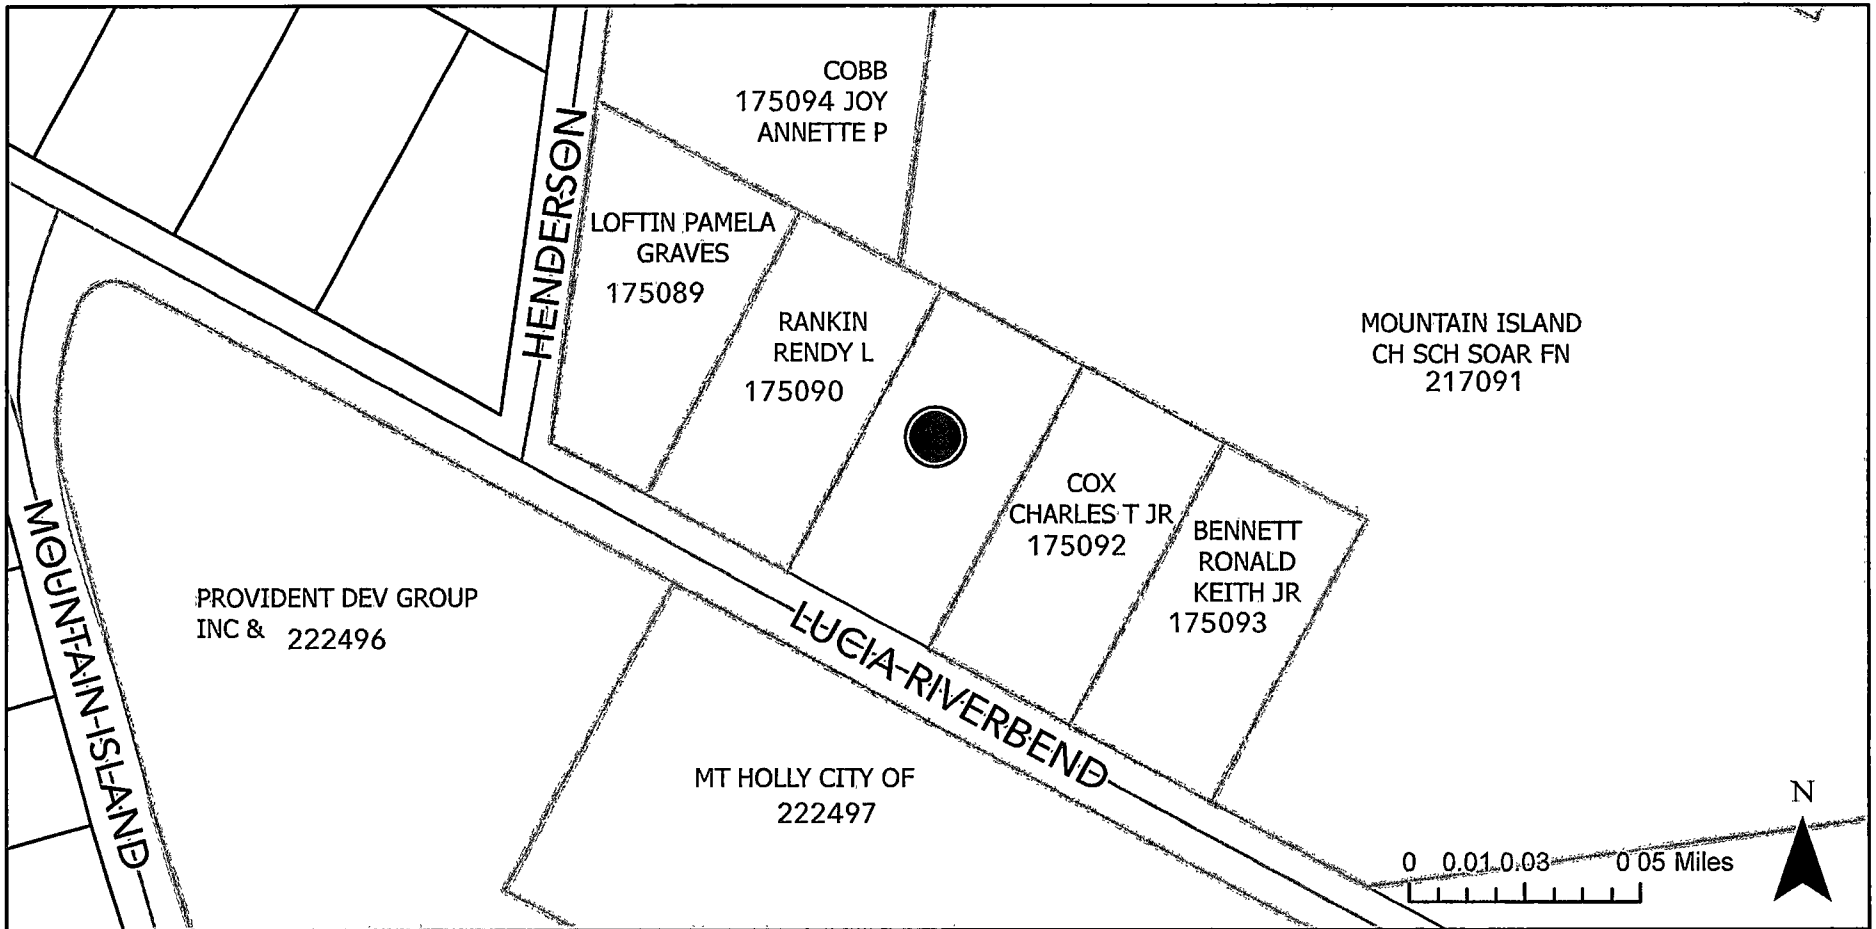 COBB
175094 JOY
ANNETTE P
HENDERSON
LOFTIN PAMELA
GRAVES
175089
RANKIN
RENDY L
175090
MOUNTAIN ISLAND
CH SCH SOAR FN
217091
COX
CHARLES T JR
175092
BENNETT
RONALD
KEITH JR
175093
MOUNTAIN-ISLAND
PROVIDENT DEV GROUP
INC & 222496
LUCIA-RIVERBEND
MT HOLLY CITY OF
222497
N
0 0.01 0.03 0 05 Miles